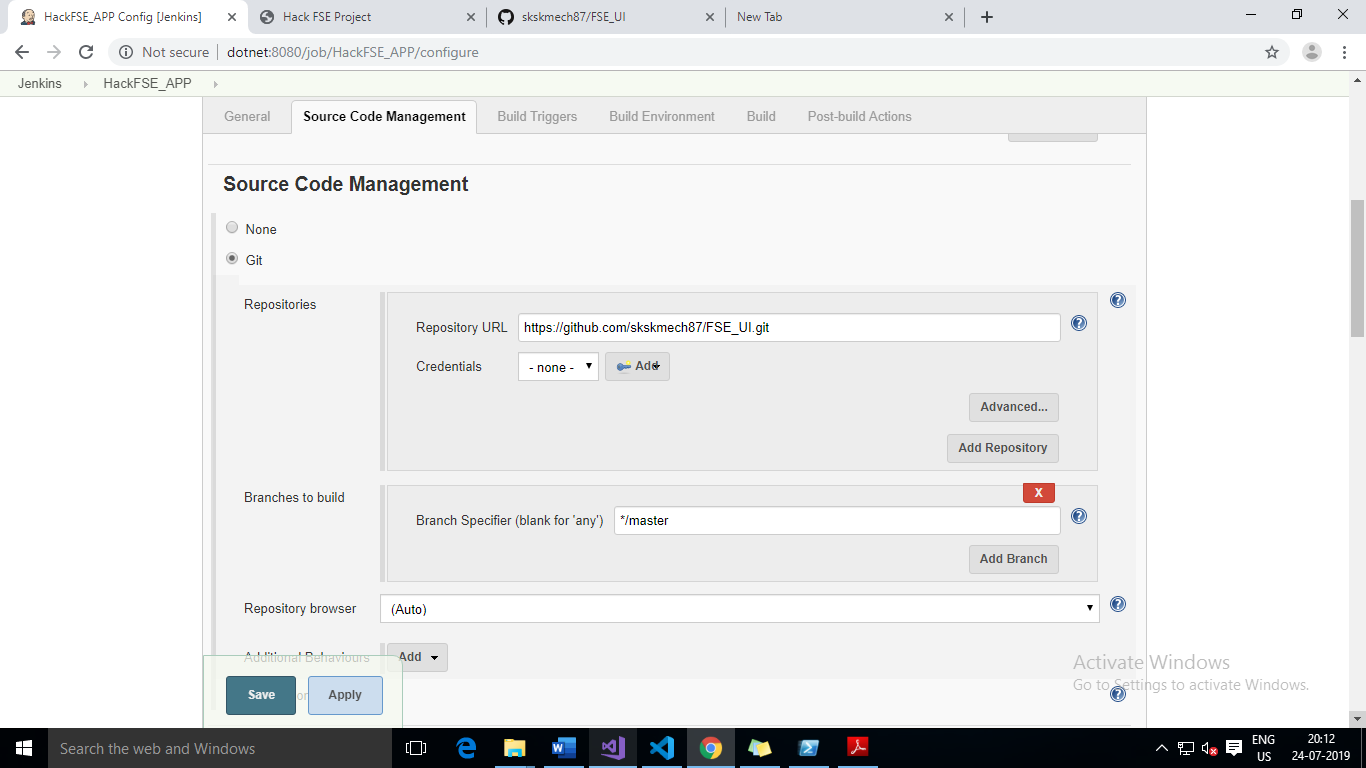 HackFSE_APP Config [Jenkins]
Hack FSE Project
skskmech87/FSE_UI
New Tab
Not secure
dotnet:8080/job/HackFSE_APP/configure
Jenkins
HackFSE_APP
General
Source Code Management
Build Triggers
Build Environment
Build
Post-build Actions
Source Code Management
None
Git
Repositories
Repository URL
https://github.com/skskmech87/FSE_UI.git
Credentials
- none -
Add
Advanced...
Add Repository
Branches to build
X
Branch Specifier (blank for 'any')
*/master
Add Branch
Repository browser
(Auto)
Additional Behaviours
Add
Save
Apply
Activate Windows
Go to Settings to activate Windows.
Search the web and Windows
ENG
US
20:12
24-07-2019